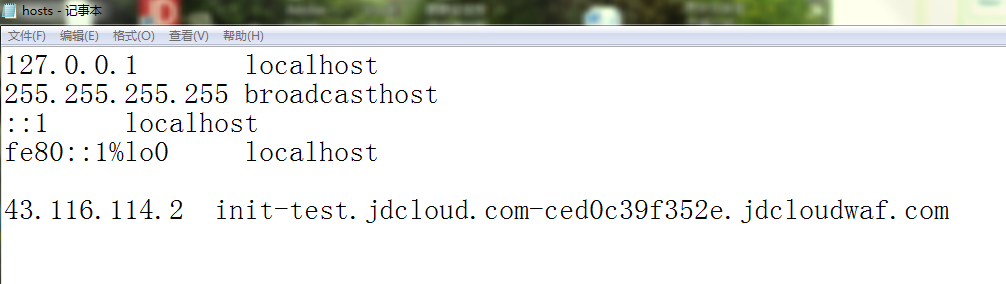 hosts - 记事本
文件(F) 编辑(E) 格式(O) 查看(V) 帮助(H)
127.0.0.1 localhost
255.255.255.255 broadcasthost
::1 localhost
fe80::1%lo0 localhost
43.116.114.2 init-test.jdcloud.com-ced0c39f352e.jdcloudwaf.com